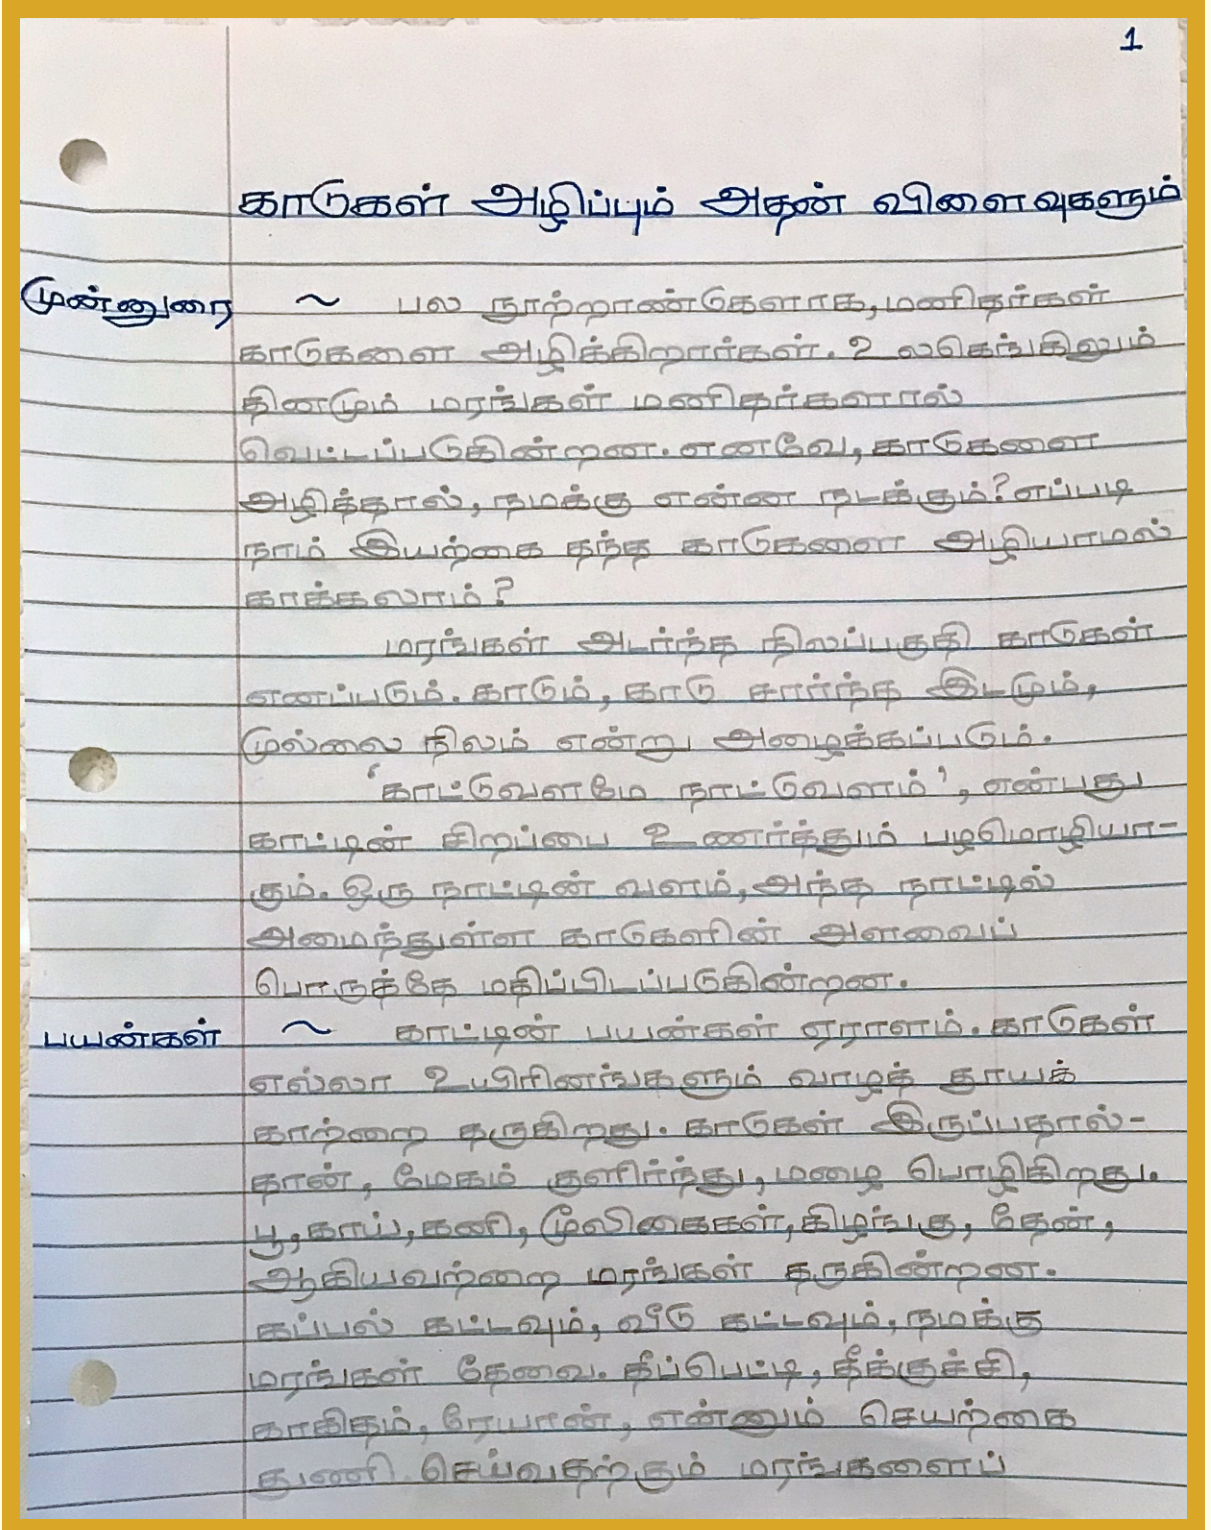 1
காடுகள் அழிப்பும் அதன் விளைவுகளும்
முன்னுரை ~ பல நூற்றாண்டுகளாக, மனிதர்கள்
காடுகளை அழிக்கிறார்கள். உலகெங்கிலும்
தினமும் மரங்கள் மனிதர்களால்
வெட்டப்படுகின்றன. எனவே, காடுகளை
அழித்தால், நமக்கு என்ன நடக்கும்? எப்படி
நாம் இயற்கை தந்த காடுகளை அழியாமல்
காக்கலாம்?
மரங்கள் அடர்ந்த நிலப்பகுதி காடுகள்
எனப்படும். காடும், காடு சார்ந்த இடமும்,
முல்லை நிலம் என்று அழைக்கப்படும்.
'காட்டுவளமே நாட்டுவளம்', என்பது
காட்டின் சிறப்பை உணர்த்தும் பழமொழியா-
கும். ஒரு நாட்டின் வளம், அந்த நாட்டில்
அமைந்துள்ள காடுகளின் அளவைப்
பொருத்தே மதிப்பிடப்படுகின்றன.
பயன்கள் ~ காட்டின் பயன்கள் ஏராளம். காடுகள்
எல்லா உயிரினங்களும் வாழத் தூயக்
காற்றை தருகிறது. காடுகள் இருப்பதால்-
தான், மேகம் குளிர்ந்து, மழை பொழிகிறது.
பூ, காய், கனி, மூலிகைகள், கிழங்கு, தேன்,
ஆகியவற்றை மரங்கள் தருகின்றன.
கப்பல் கட்டவும், வீடு கட்டவும், நமக்கு
மரங்கள் தேவை. தீப்பெட்டி, தீக்குச்சி,
காகிதம், ரேயான், என்னும் செயற்கை
துணி செய்வதற்கும் மரங்களைப்